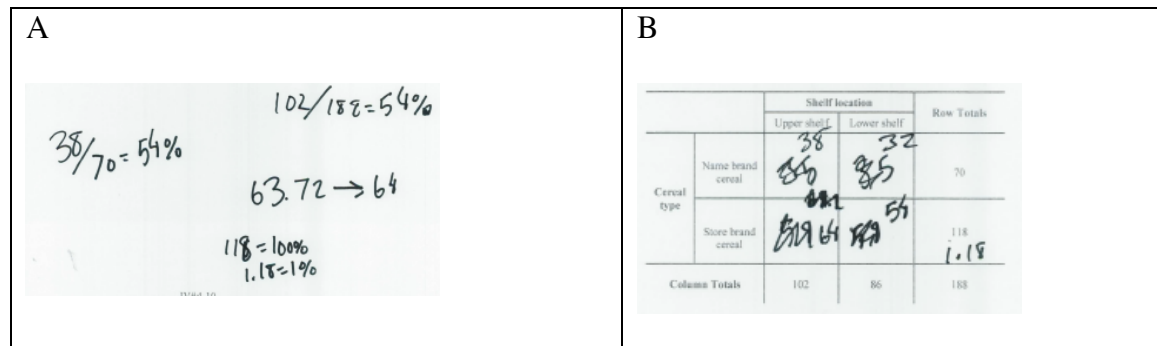 A
102/188=54%
38/70=54%
63.72→64
118=100%
1.18=1%
B
Shelf location
Row Totals
Upper shelf Lower shelf
38 32
Name brand cereal
70
Cereal type
54
Store brand cereal
64
118
1.18
Column Totals 102 86 188